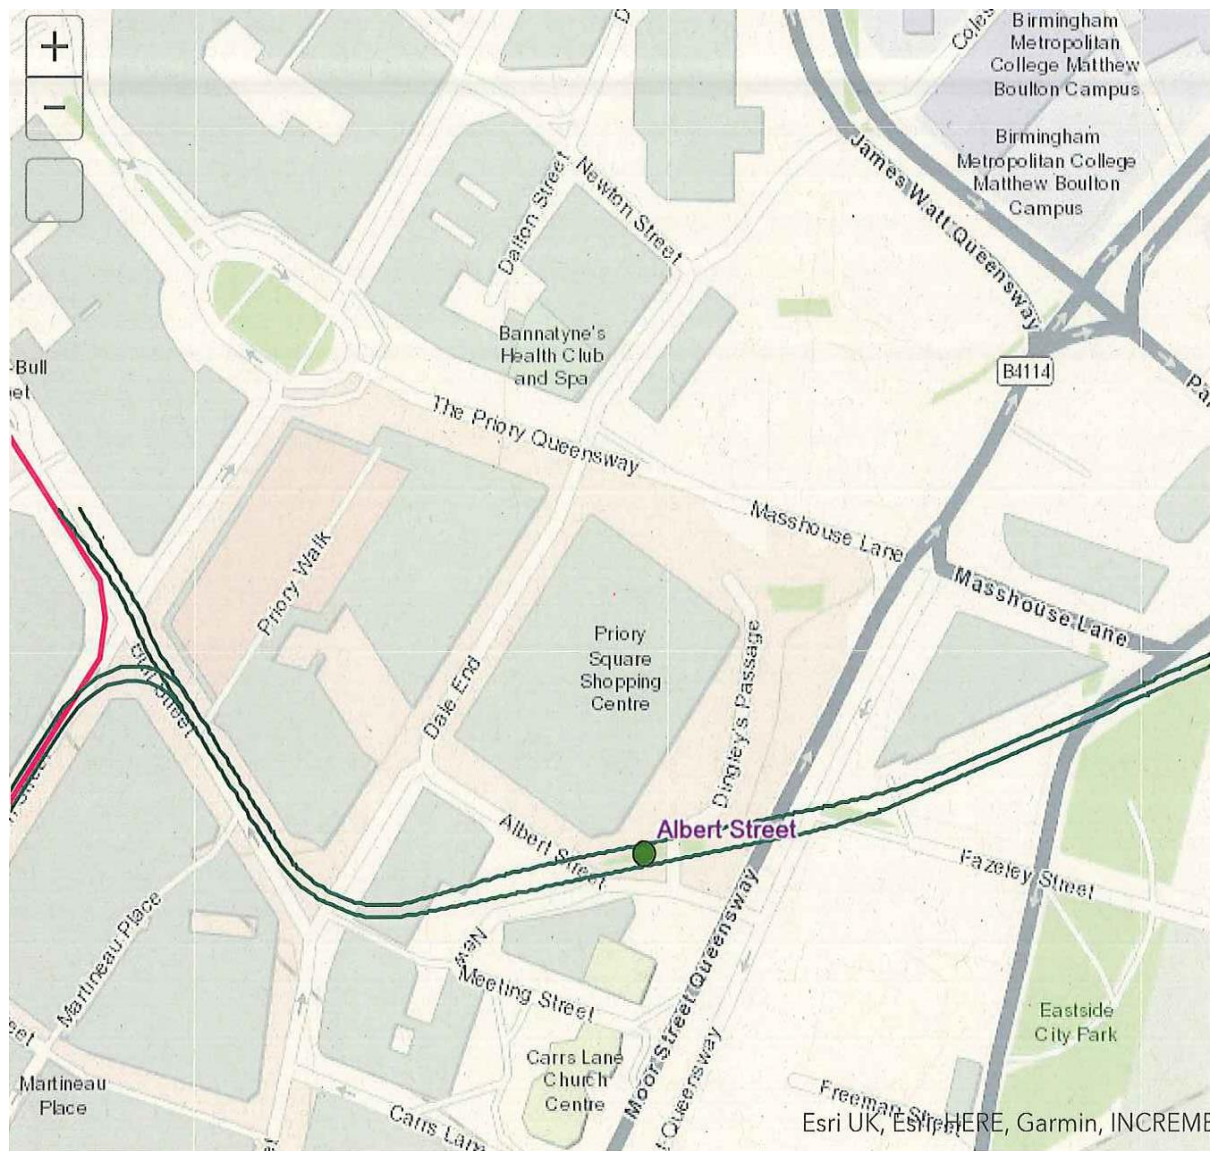 +
-
Birmingham
Metropolitan
College Matthew
Boulton Campus
Birmingham
Metropolitan College
Matthew Boulton
Campus
James Watt Queensway
Newton Street
Dalton Street
Bannatyne's
Health Club
and Spa
B4114
-Bull
The Priory Queensway
Masshouse Lane
Masshouse Lane
Priory Walk
Priory
Square
Shopping
Centre
Dale End
Dingley's Passage
Albert Street
Albert Street
Fazeley Street
Martineau Place
New
Meeting Street
Moor Street Queensway
Queensway
Eastside
City Park
Carrs Lane
Church
Centre
Martineau
Place
Carrs Lane
Freeman Street
Esri UK, Esri, HERE, Garmin, INCREME